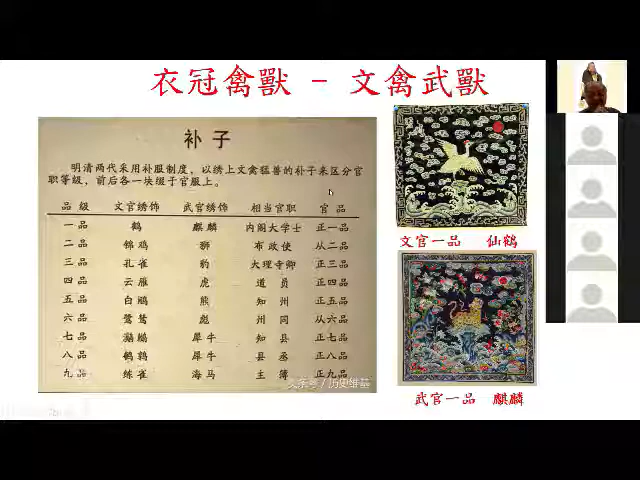 衣冠禽獸 - 文禽武獸
补子
明清两代采用补服制度，以绣上文禽猛兽的补子来区分官
职等级，前后各一块缀于官服上。
品级 文官绣饰 武官绣饰 相当官职 官品
一品 鹤 麒麟 内阁大学士 正一品
二品 锦鸡 狮 布政使 从二品
三品 孔雀 豹 大理寺卿 正三品
四品 云雁 虎 道员 正四品
五品 白鹇 熊 知州 正五品
六品 鹭鸶 彪 州同 从六品
七品 㶉鶒 犀牛 知县 正七品
八品 鹌鹑 犀牛 县丞 正八品
九品 练雀 海马 主簿 正九品
头条号/历史维基
文官一品 仙鹤
武官一品 麒麟